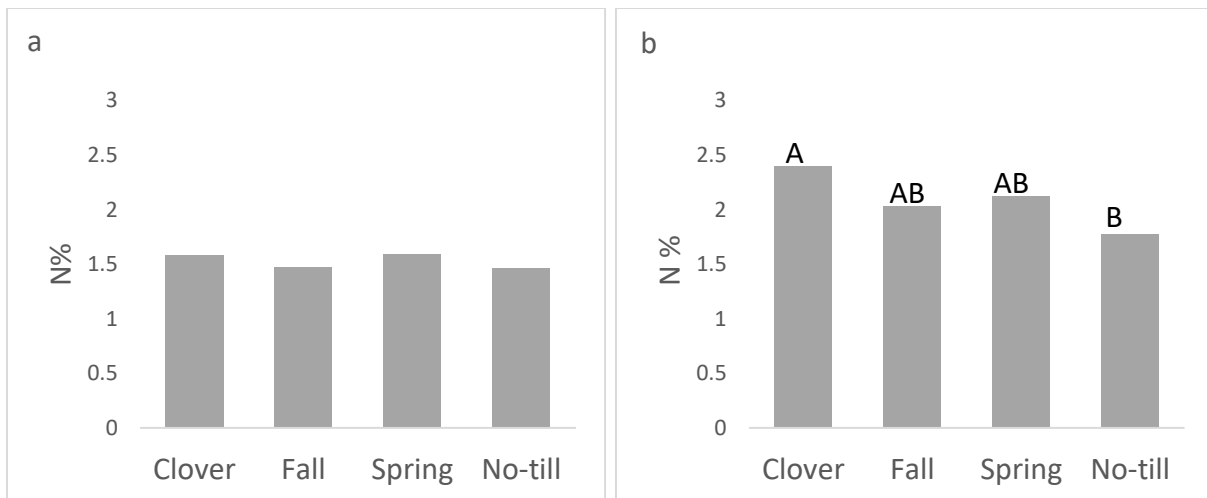 a
3
2.5
2
1.5
1
0.5
0
N%
Clover Fall Spring No-till
b
3
2.5
2
1.5
1
0.5
0
N %
A
AB
AB
B
Clover Fall Spring No-till